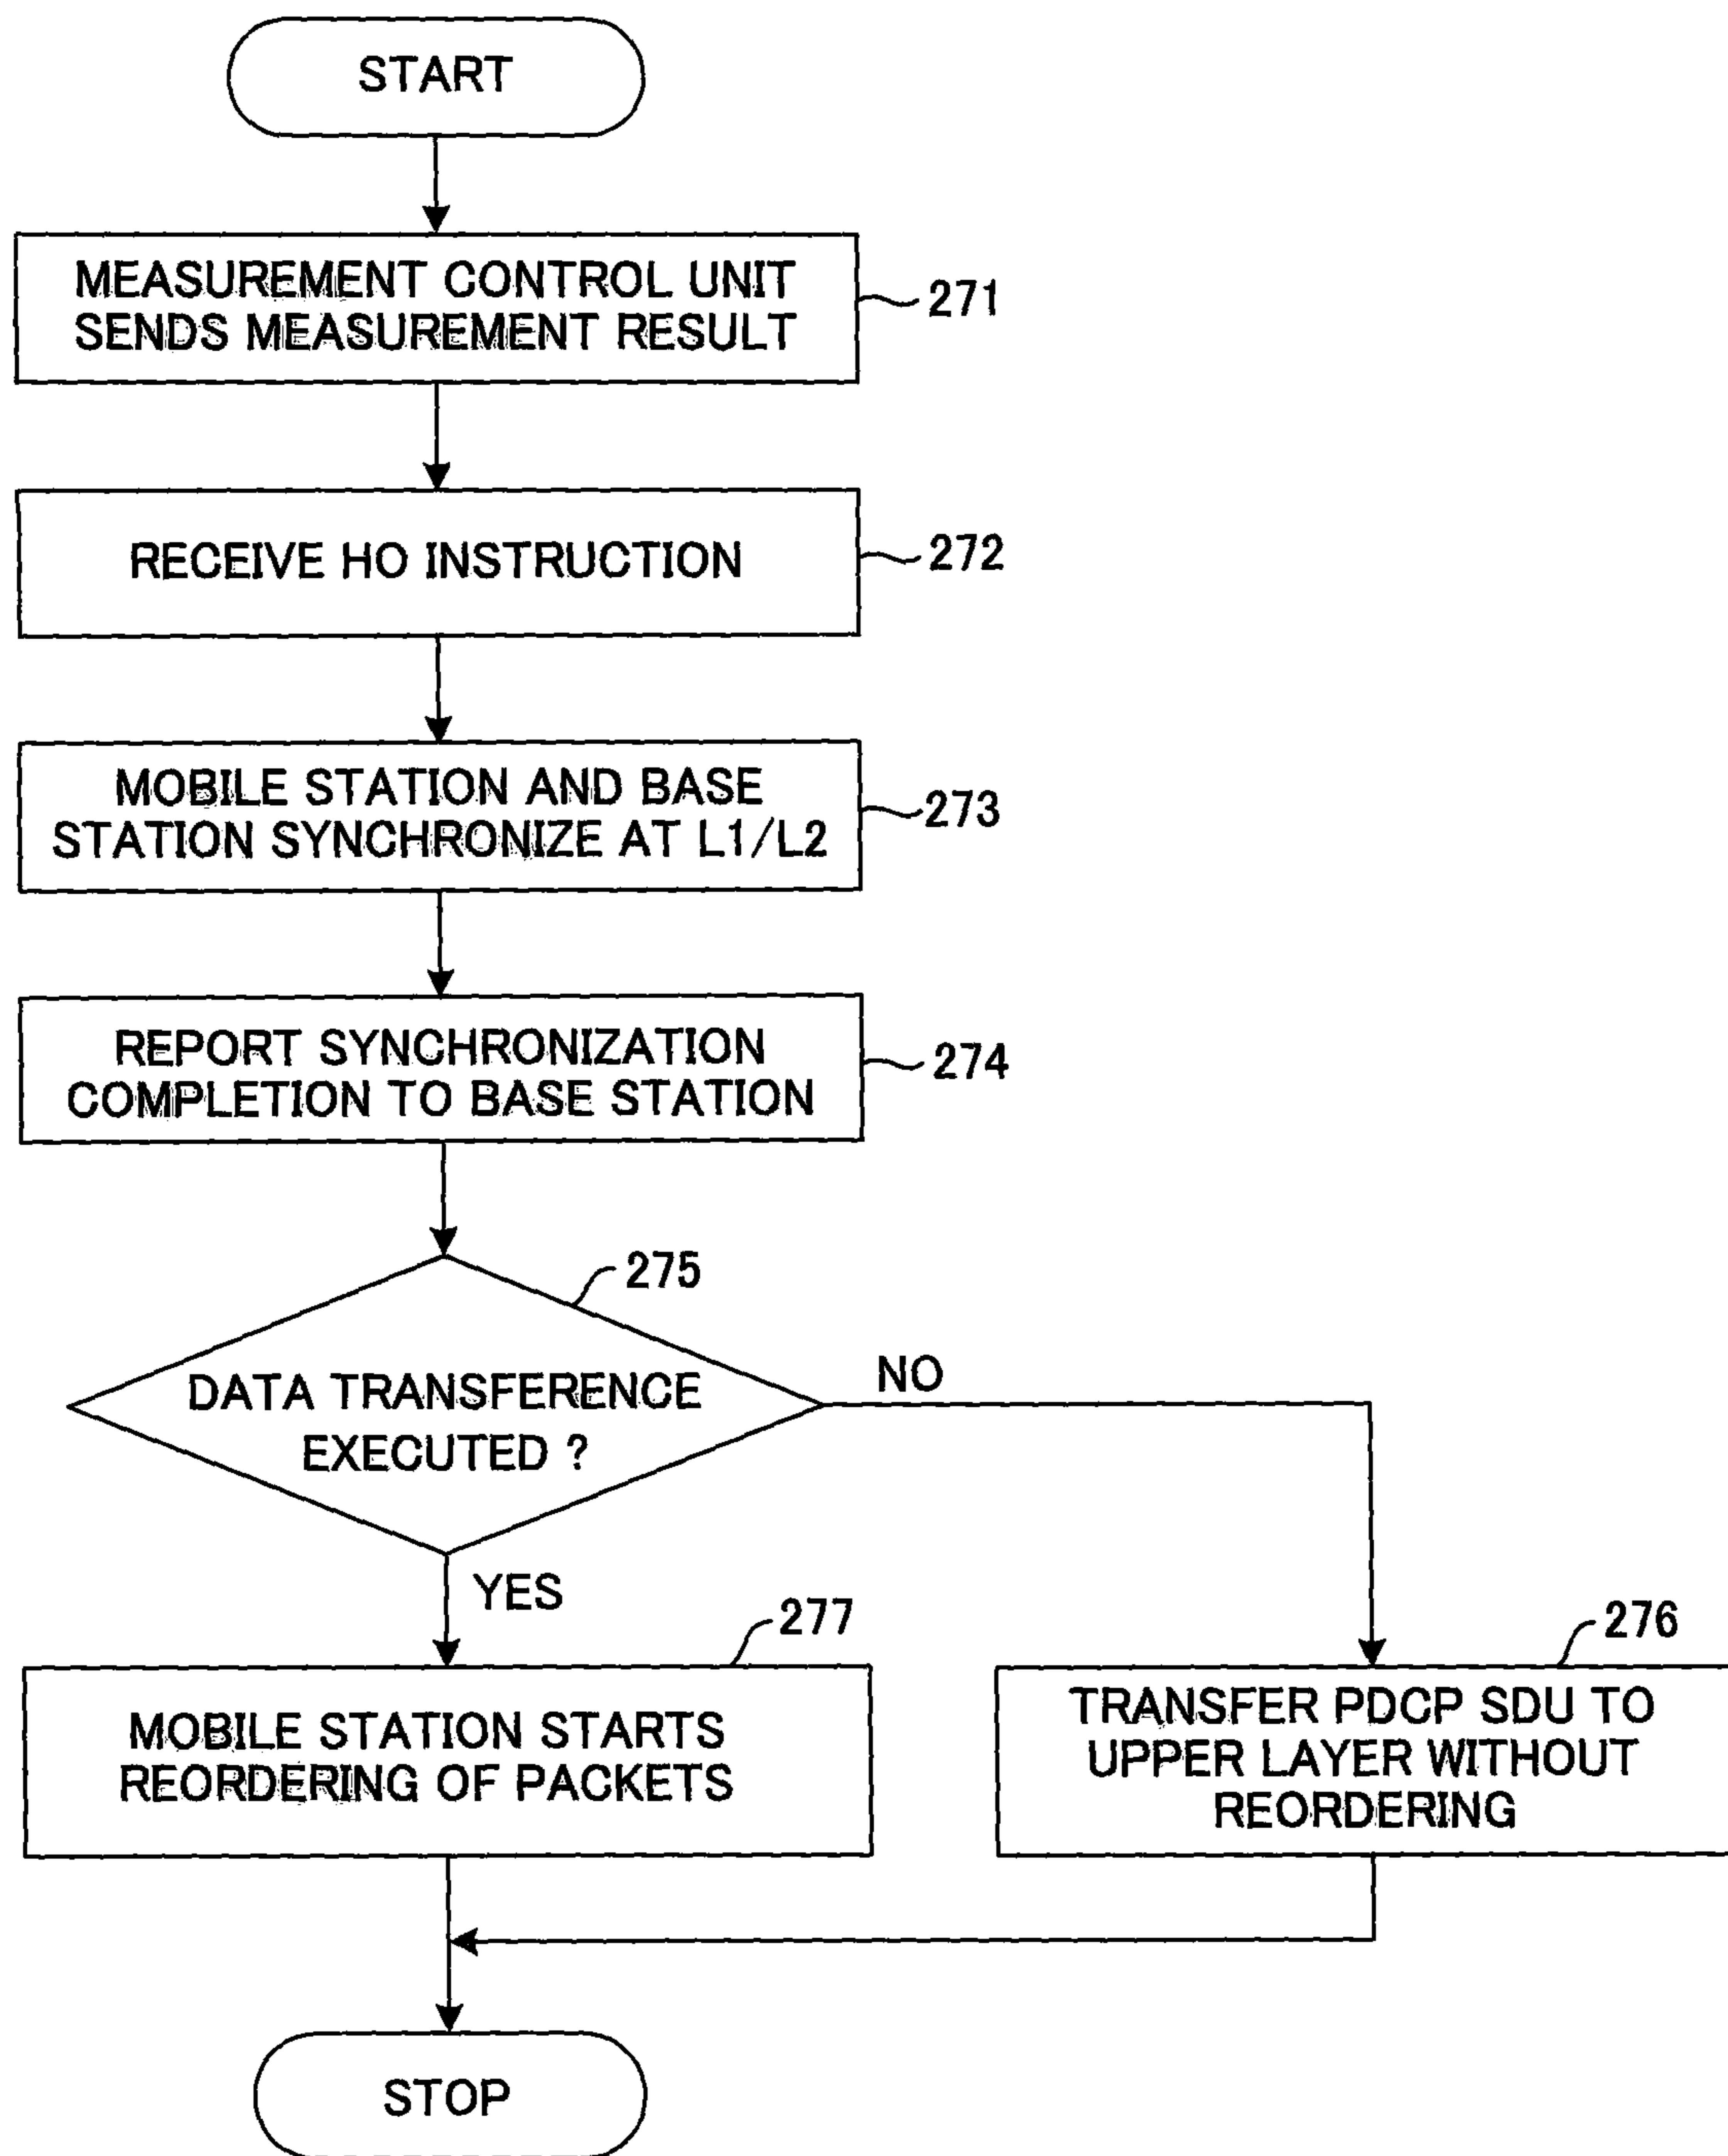 START
MEASUREMENT CONTROL UNIT
SENDS MEASUREMENT RESULT
271
RECEIVE HO INSTRUCTION
272
MOBILE STATION AND BASE
STATION SYNCHRONIZE AT L1/L2
273
REPORT SYNCHRONIZATION
COMPLETION TO BASE STATION
274
275
DATA TRANSFERENCE
EXECUTED ?
NO
YES
277
MOBILE STATION STARTS
REORDERING OF PACKETS
276
TRANSFER PDCP SDU TO
UPPER LAYER WITHOUT
REORDERING
STOP